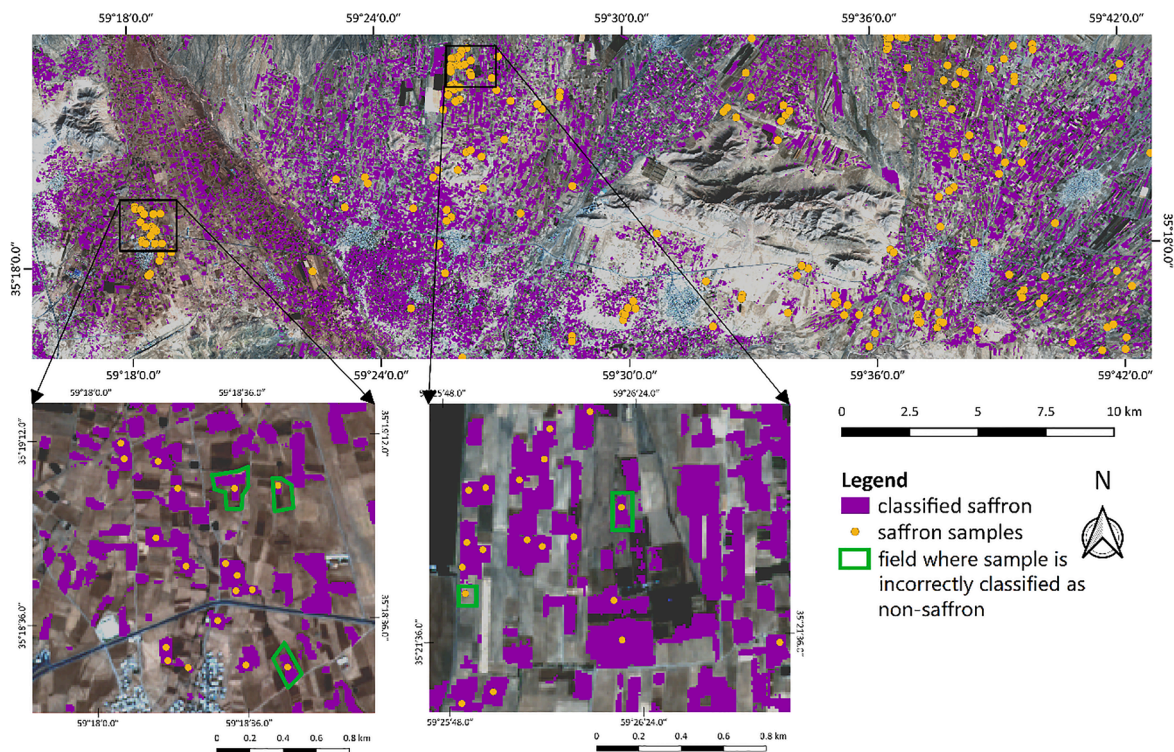 59°18'0.0" 59°24'0.0" 59°30'0.0" 59°36'0.0" 59°42'0.0"
35°18'0.0"
35°18'0.0"
59°18'0.0" 59°24'0.0" 59°30'0.0" 59°36'0.0" 59°42'0.0"
59°18'0.0" 59°18'36.0"
35°19'12.0"
35°18'36.0"
35°18'36.0"
59°18'0.0" 59°18'36.0"
0 0.2 0.4 0.6 0.8 km
59°25'48.0" 59°26'24.0"
35°21'36.0"
35°21'36.0"
59°25'48.0" 59°26'24.0"
0 0.2 0.4 0.6 0.8 km
0 2.5 5 7.5 10 km
Legend
classified saffron
saffron samples
field where sample is
incorrectly classified as
non-saffron
N